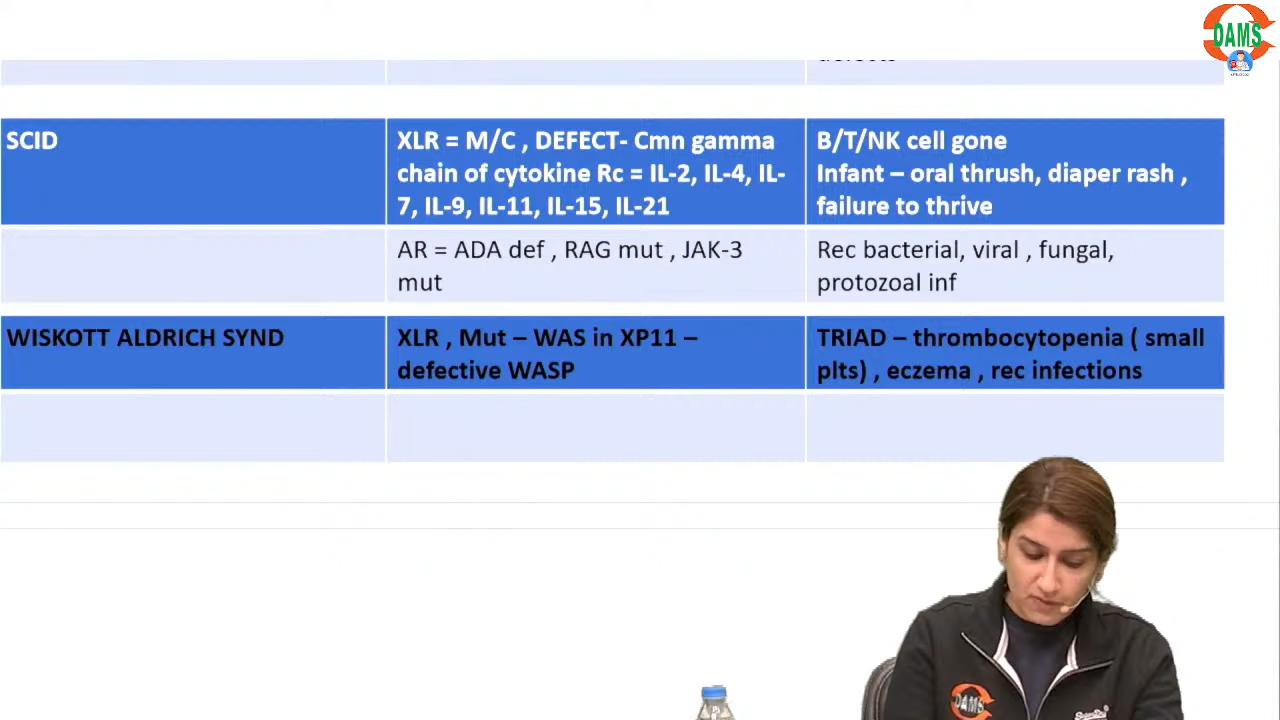 DAMS
defects
SCID
XLR = M/C , DEFECT- Cmn gamma
chain of cytokine Rc = IL-2, IL-4, IL-
7, IL-9, IL-11, IL-15, IL-21
B/T/NK cell gone
Infant – oral thrush, diaper rash ,
failure to thrive
AR = ADA def , RAG mut , JAK-3
mut
Rec bacterial, viral , fungal,
protozoal inf
WISKOTT ALDRICH SYND
XLR , Mut – WAS in XP11 –
defective WASP
TRIAD – thrombocytopenia ( small
plts) , eczema , rec infections
DAMS